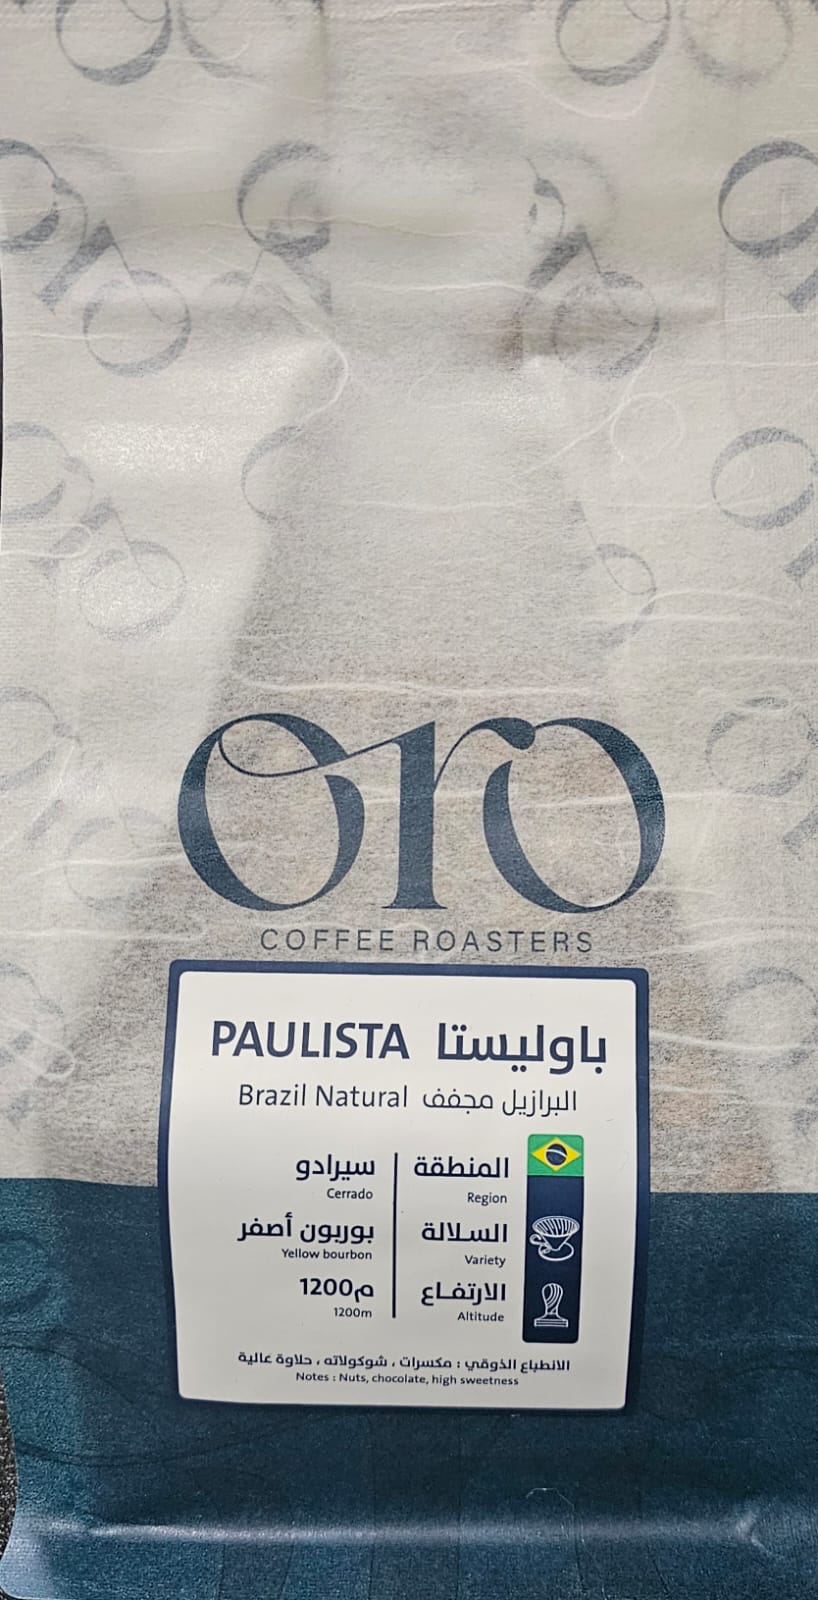 oro
COFFEE ROASTERS
PAULISTA باوليستا
Brazil Natural البرازيل مجفف
المنطقة سيرادو
Region Cerrado
السلالة بوربون أصفر
Variety Yellow bourbon
الارتفاع 1200م
Altitude 1200m
الانطباع الذوقي : مكسرات ، شوكولاته ، حلاوة عالية
Notes : Nuts, chocolate, high sweetness